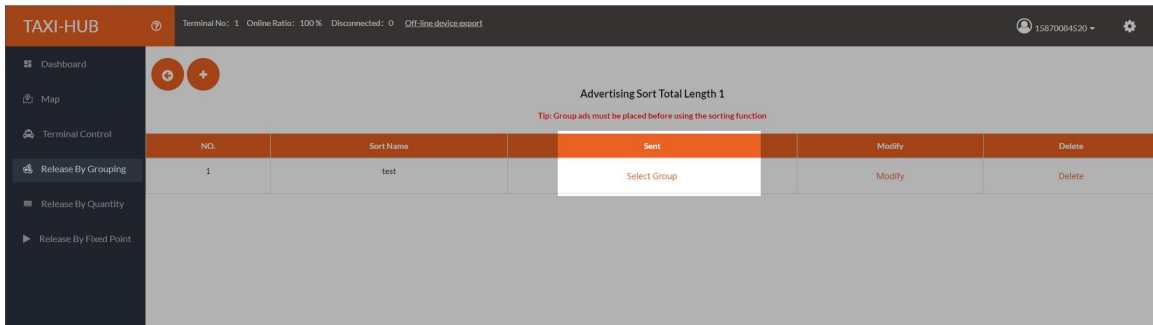 TAXI-HUB
Terminal No: 1 Online Ratio: 100 % Disconnected: 0 Off-line device export
15870084520
Dashboard
Map
Terminal Control
Release By Grouping
Release By Quantity
Release By Fixed Point
Advertising Sort Total Length 1
Tip: Group ads must be placed before using the sorting function
NO. Sort Name Sent Modify Delete
1 test Select Group Modify Delete